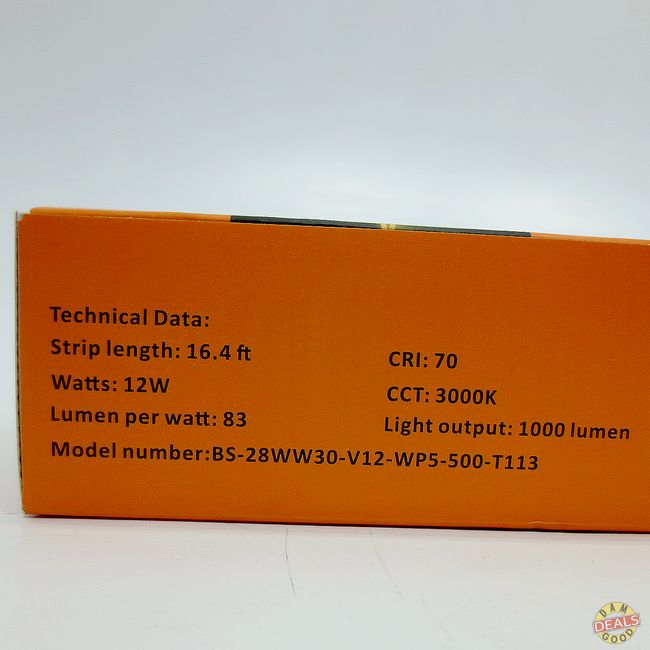 Technical Data:
Strip length: 16.4 ft
Watts: 12W
Lumen per watt: 83
CRI: 70
CCT: 3000K
Light output: 1000 lumen
Model number:BS-28WW30-V12-WP5-500-T113
DAM
DEALS
GOOD